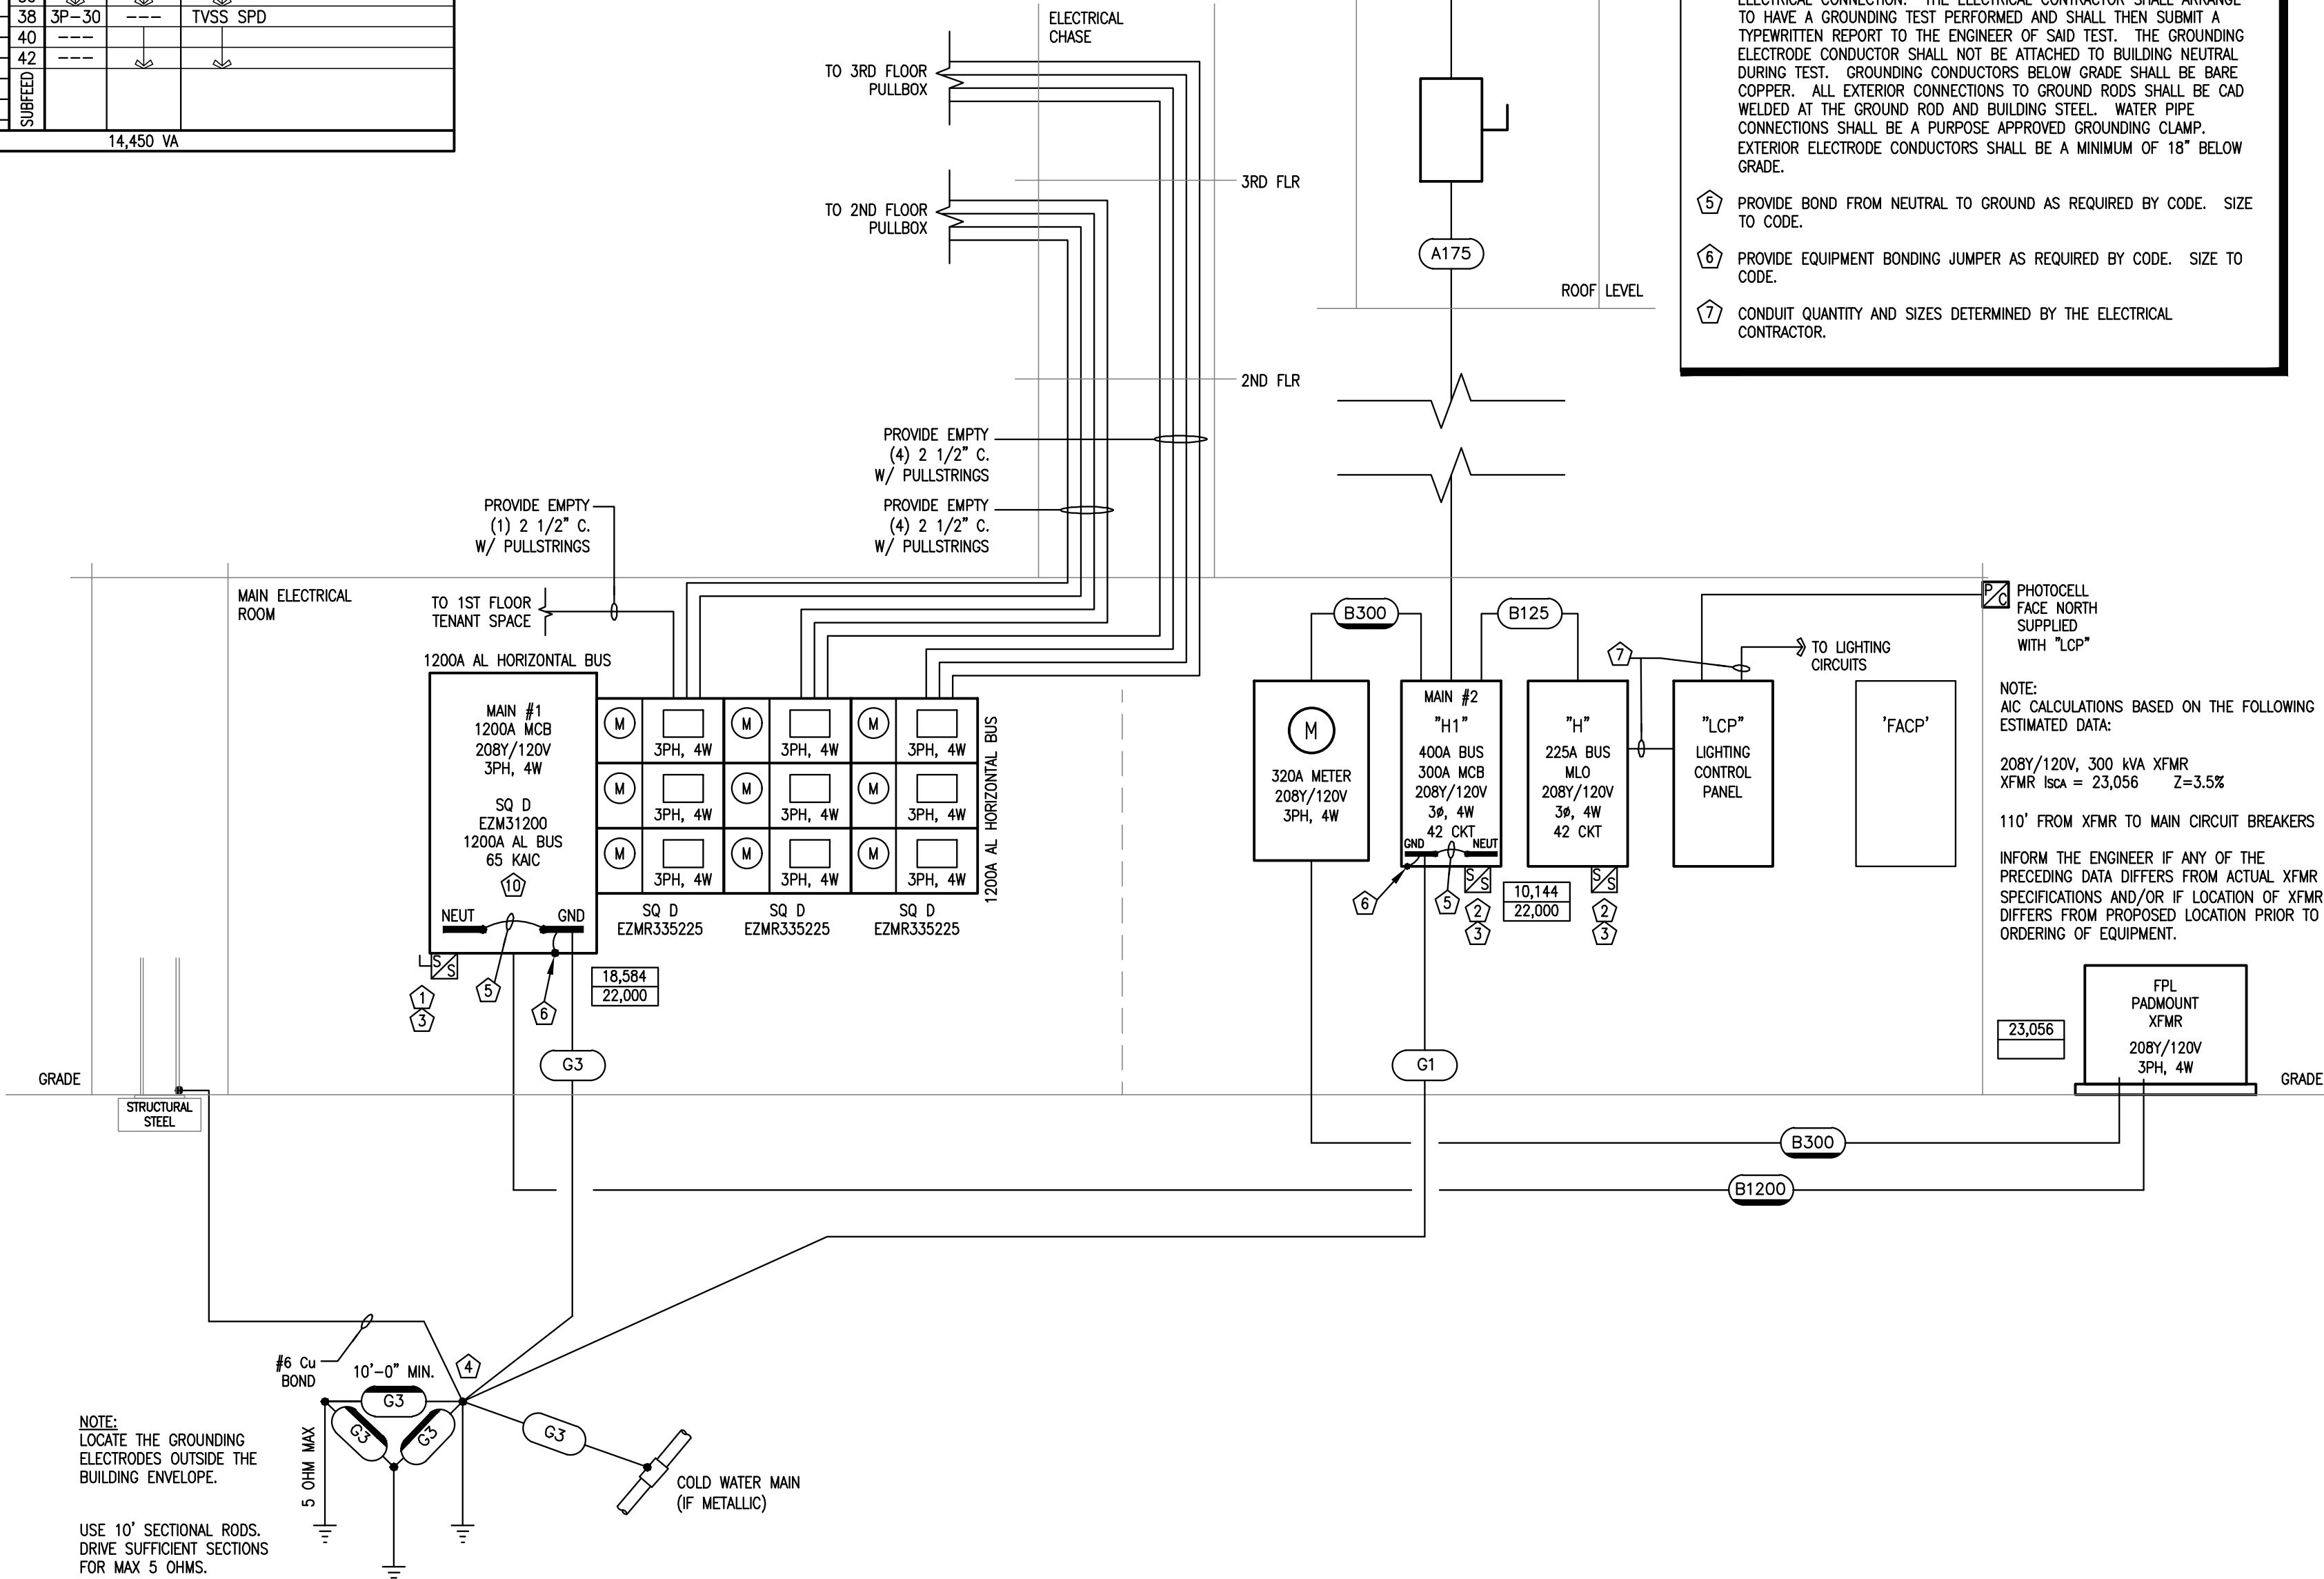 38 3P-30 --- TVSS SPD
40 ---
42 ---
SUBFEED
14,450 VA
ELECTRICAL
CHASE
TO 3RD FLOOR
PULLBOX
3RD FLR
TO 2ND FLOOR
PULLBOX
2ND FLR
A175
ROOF LEVEL
ELECTRICAL CONNECTION. THE ELECTRICAL CONTRACTOR SHALL ARRANGE
TO HAVE A GROUNDING TEST PERFORMED AND SHALL THEN SUBMIT A
TYPEWRITTEN REPORT TO THE ENGINEER OF SAID TEST. THE GROUNDING
ELECTRODE CONDUCTOR SHALL NOT BE ATTACHED TO BUILDING NEUTRAL
DURING TEST. GROUNDING CONDUCTORS BELOW GRADE SHALL BE BARE
COPPER. ALL EXTERIOR CONNECTIONS TO GROUND RODS SHALL BE CAD
WELDED AT THE GROUND ROD AND BUILDING STEEL. WATER PIPE
CONNECTIONS SHALL BE A PURPOSE APPROVED GROUNDING CLAMP.
EXTERIOR ELECTRODE CONDUCTORS SHALL BE A MINIMUM OF 18" BELOW
GRADE.
5 PROVIDE BOND FROM NEUTRAL TO GROUND AS REQUIRED BY CODE. SIZE
TO CODE.
6 PROVIDE EQUIPMENT BONDING JUMPER AS REQUIRED BY CODE. SIZE TO
CODE.
7 CONDUIT QUANTITY AND SIZES DETERMINED BY THE ELECTRICAL
CONTRACTOR.
PROVIDE EMPTY
(4) 2 1/2" C.
W/ PULLSTRINGS
PROVIDE EMPTY
(4) 2 1/2" C.
W/ PULLSTRINGS
PROVIDE EMPTY
(1) 2 1/2" C.
W/ PULLSTRINGS
MAIN ELECTRICAL
ROOM
TO 1ST FLOOR
TENANT SPACE
1200A AL HORIZONTAL BUS
MAIN #1
1200A MCB
208Y/120V
3PH, 4W
SQ D
EZM31200
1200A AL BUS
65 KAIC
10
NEUT GND
M 3PH, 4W M 3PH, 4W M 3PH, 4W
M 3PH, 4W M 3PH, 4W M 3PH, 4W
M 3PH, 4W M 3PH, 4W M 3PH, 4W
1200A AL HORIZONTAL BUS
SQ D
EZMR335225
SQ D
EZMR335225
SQ D
EZMR335225
S S
1
3
5
6
18,584
22,000
G3
B300
B125
M
320A METER
208Y/120V
3PH, 4W
MAIN #2
"H1"
400A BUS
300A MCB
208Y/120V
3ø, 4W
42 CKT
GND NEUT
6
5
S S
2
3
10,144
22,000
"H"
225A BUS
MLO
208Y/120V
3ø, 4W
42 CKT
S S
2
3
7
"LCP"
LIGHTING
CONTROL
PANEL
TO LIGHTING
CIRCUITS
'FACP'
P C
PHOTOCELL
FACE NORTH
SUPPLIED
WITH "LCP"
NOTE:
AIC CALCULATIONS BASED ON THE FOLLOWING
ESTIMATED DATA:
208Y/120V, 300 kVA XFMR
XFMR ISCA = 23,056 Z=3.5%
110' FROM XFMR TO MAIN CIRCUIT BREAKERS
INFORM THE ENGINEER IF ANY OF THE
PRECEDING DATA DIFFERS FROM ACTUAL XFMR
SPECIFICATIONS AND/OR IF LOCATION OF XFMR
DIFFERS FROM PROPOSED LOCATION PRIOR TO
ORDERING OF EQUIPMENT.
23,056
FPL
PADMOUNT
XFMR
208Y/120V
3PH, 4W
GRADE
GRADE
STRUCTURAL
STEEL
G1
B300
B1200
#6 Cu
BOND
10'-0" MIN.
4
G3
G3
G3
G3
5 OHM MAX
COLD WATER MAIN
(IF METALLIC)
NOTE:
LOCATE THE GROUNDING
ELECTRODES OUTSIDE THE
BUILDING ENVELOPE.
USE 10' SECTIONAL RODS.
DRIVE SUFFICIENT SECTIONS
FOR MAX 5 OHMS.